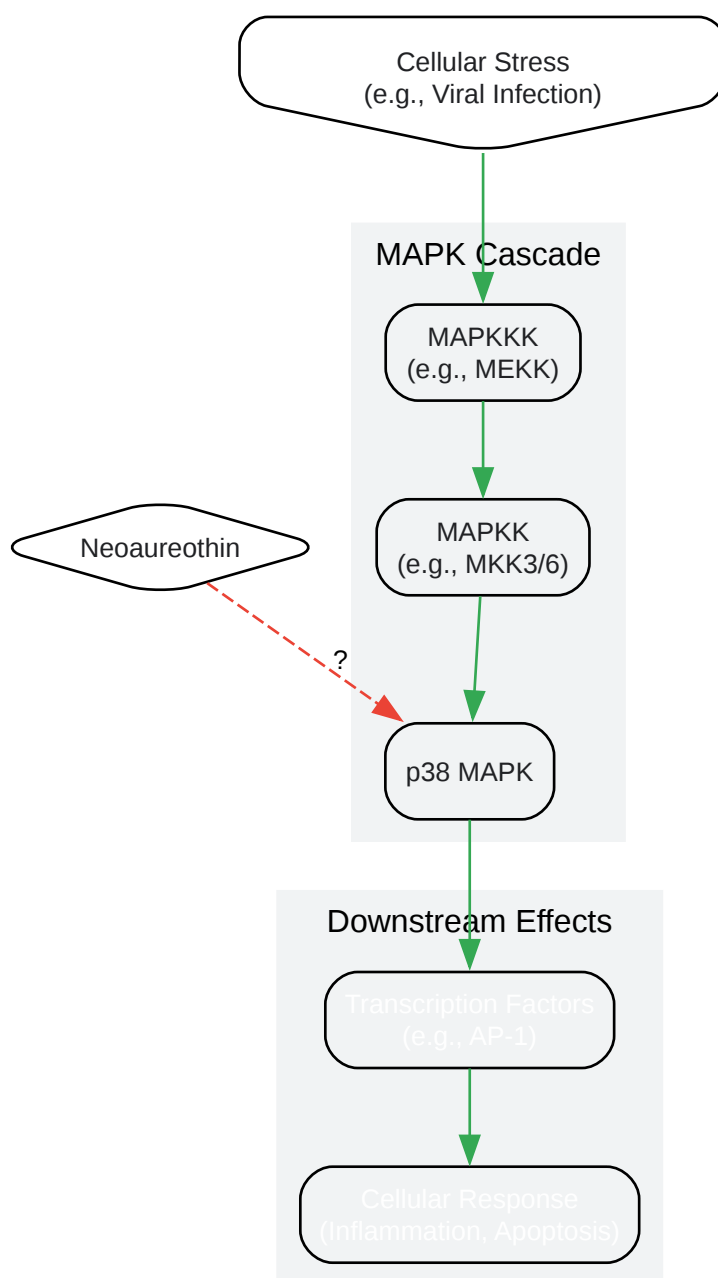 Cellular Stress
(e.g., Viral Infection)
MAPK Cascade
MAPKKK
(e.g., MEKK)
MAPKK
(e.g., MKK3/6)
Neoaureothin
?
p38 MAPK
Downstream Effects
Transcription Factors
(e.g., AP-1)
Cellular Response
(Inflammation, Apoptosis)